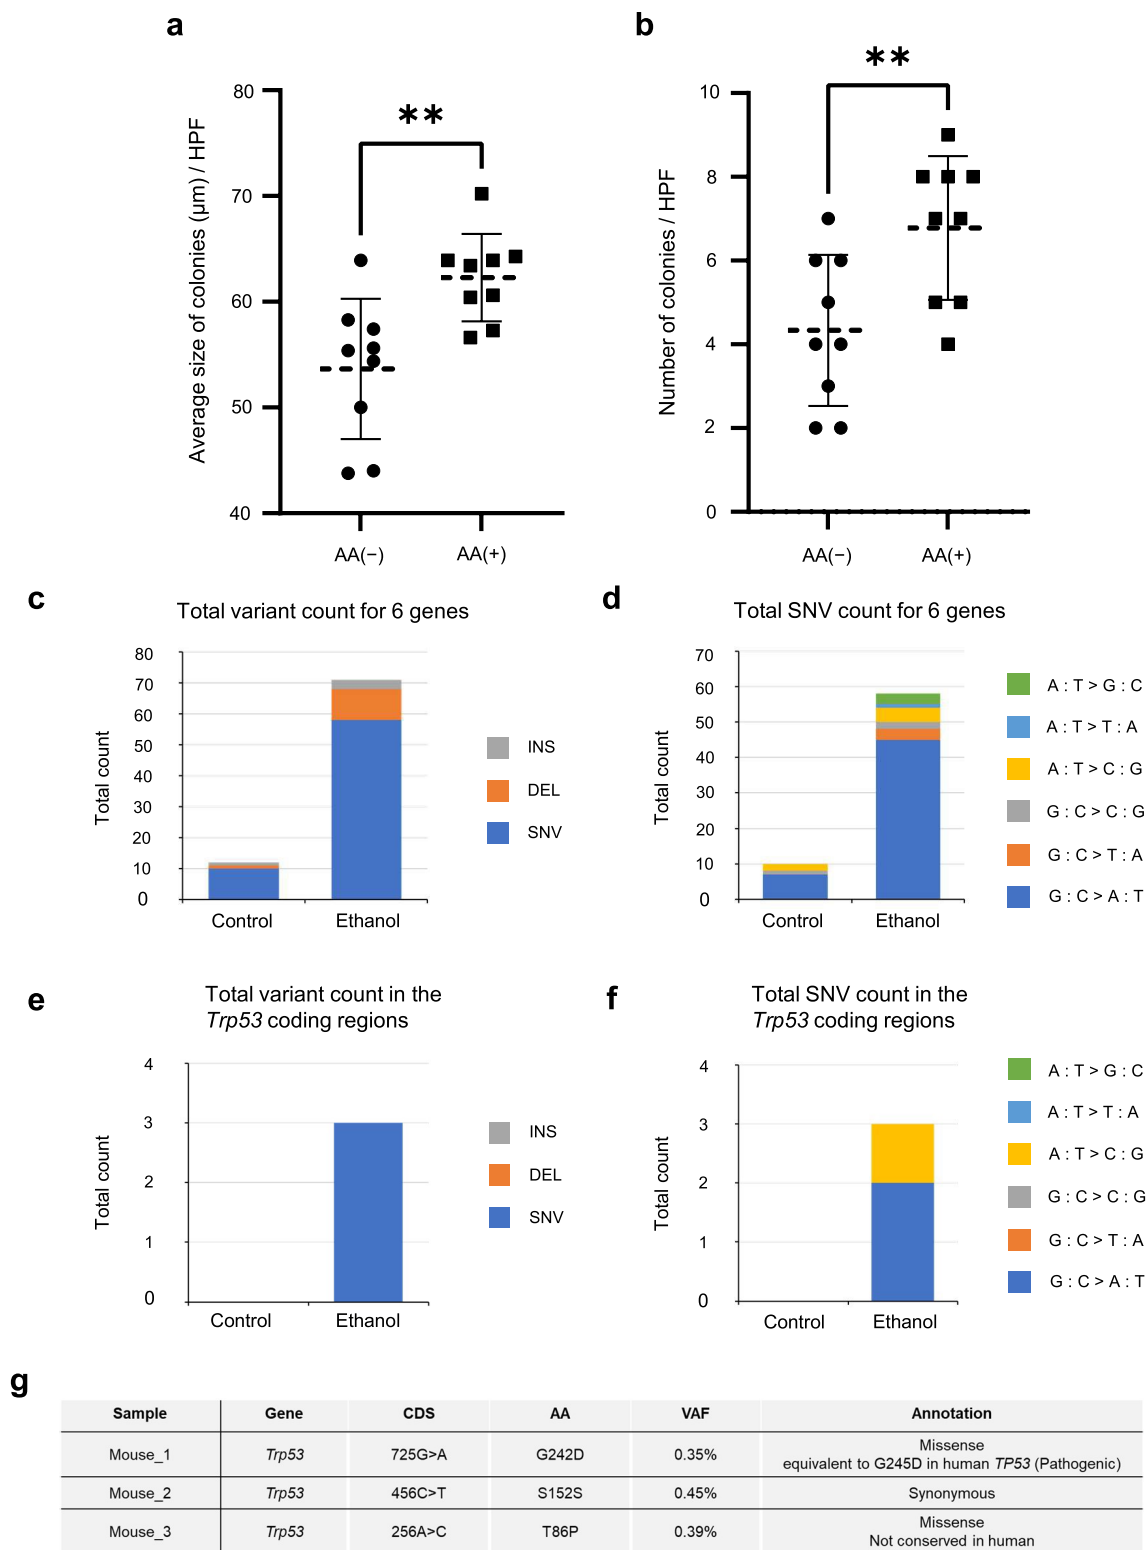 a
**
Average size of colonies (µm) / HPF
80
70
60
50
40
AA(−)
AA(+)
b
**
Number of colonies / HPF
10
8
6
4
2
0
AA(−)
AA(+)
c
Total variant count for 6 genes
Total count
80
70
60
50
40
30
20
10
0
Control
Ethanol
INS
DEL
SNV
d
Total SNV count for 6 genes
Total count
70
60
50
40
30
20
10
0
Control
Ethanol
A : T > G : C
A : T > T : A
A : T > C : G
G : C > C : G
G : C > T : A
G : C > A : T
e
Total variant count in the
Trp53 coding regions
Total count
4
3
2
1
0
Control
Ethanol
INS
DEL
SNV
f
Total SNV count in the
Trp53 coding regions
Total count
4
3
2
1
0
Control
Ethanol
A : T > G : C
A : T > T : A
A : T > C : G
G : C > C : G
G : C > T : A
G : C > A : T
g
Sample Gene CDS AA VAF Annotation
Mouse_1 Trp53 725G>A G242D 0.35% Missense
equivalent to G245D in human TP53 (Pathogenic)
Mouse_2 Trp53 456C>T S152S 0.45% Synonymous
Mouse_3 Trp53 256A>C T86P 0.39% Missense
Not conserved in human